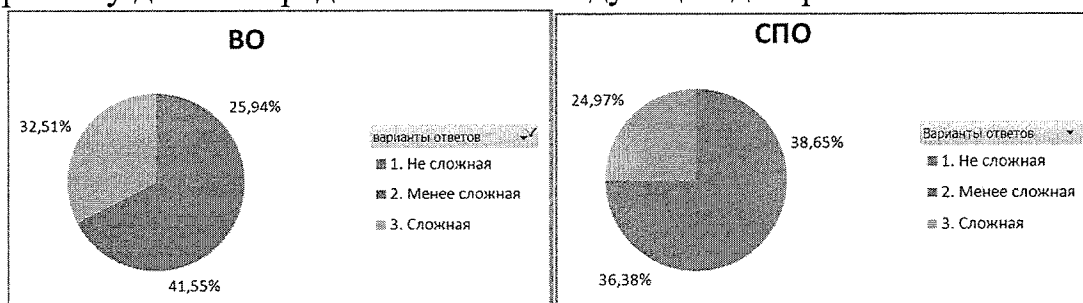 ВО
25,94%
32,51%
41,55%
варианты ответов
1. Не сложная
2. Менее сложная
3. Сложная
СПО
24,97%
38,65%
36,38%
Варианты ответов
1. Не сложная
2. Менее сложная
3. Сложная